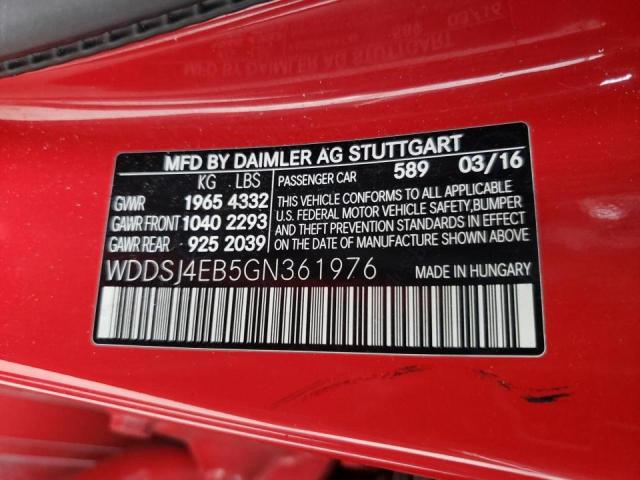 MFD BY DAIMLER AG STUTTGART
KG LBS PASSENGER CAR 589 03/16
GVWR 1965 4332
GAWR FRONT 1040 2293
GAWR REAR 925 2039
THIS VEHICLE CONFORMS TO ALL APPLICABLE
U.S. FEDERAL MOTOR VEHICLE SAFETY,BUMPER
AND THEFT PREVENTION STANDARDS IN EFFECT
ON THE DATE OF MANUFACTURE SHOWN ABOVE.
WDDSJ4EB5GN361976 MADE IN HUNGARY